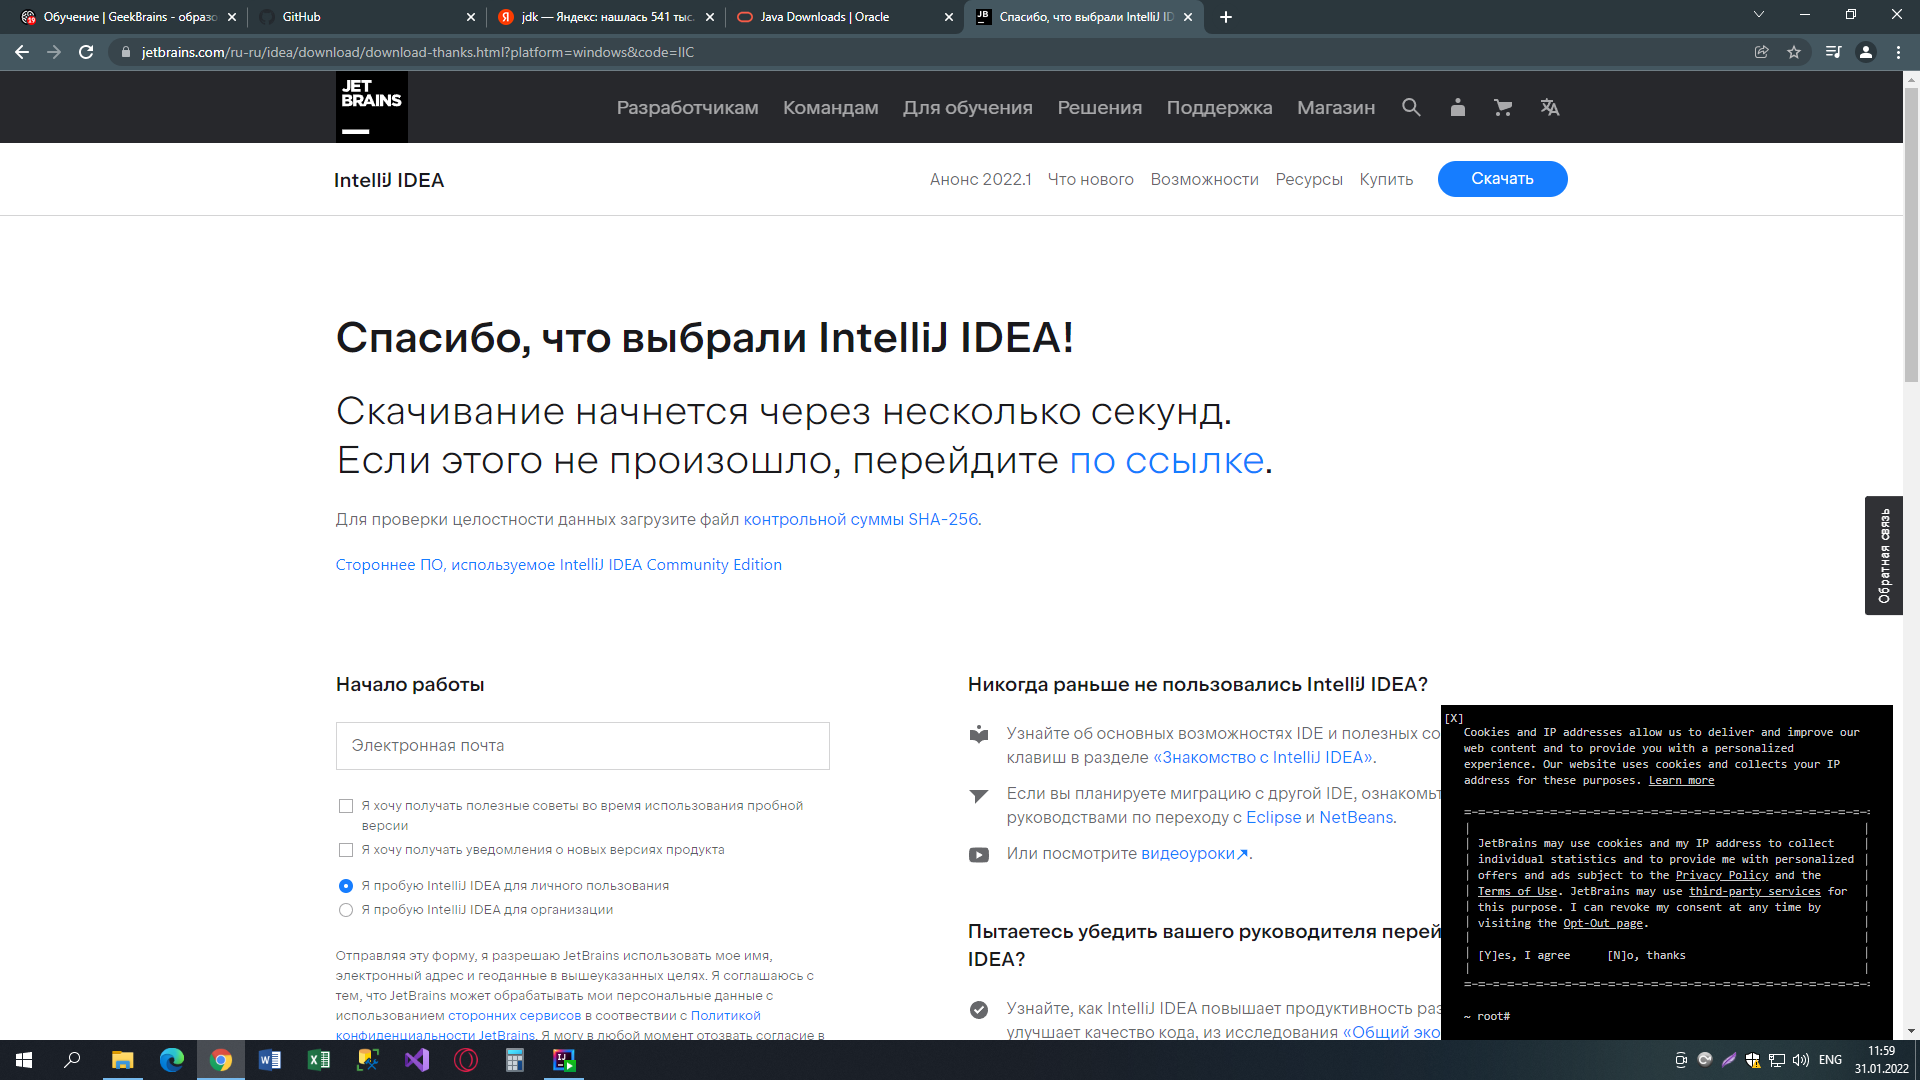 Обучение | GeekBrains - образо
GitHub
jdk — Яндекс: нашлась 541 тыс.
Java Downloads | Oracle
Спасибо, что выбрали IntelliJ ID
jetbrains.com/ru-ru/idea/download/download-thanks.html?platform=windows&code=IIC
JET
BRAINS
Разработчикам
Командам
Для обучения
Решения
Поддержка
Магазин
IntelliJ IDEA
Анонс 2022.1
Что нового
Возможности
Ресурсы
Купить
Скачать
Спасибо, что выбрали IntelliJ IDEA!
Скачивание начнется через несколько секунд.
Если этого не произошло, перейдите по ссылке.
Для проверки целостности данных загрузите файл контрольной суммы SHA-256.
Стороннее ПО, используемое IntelliJ IDEA Community Edition
Обратная связь
Начало работы
Электронная почта
Я хочу получать полезные советы во время использования пробной
версии
Я хочу получать уведомления о новых версиях продукта
Я пробую IntelliJ IDEA для личного пользования
Я пробую IntelliJ IDEA для организации
Отправляя эту форму, я разрешаю JetBrains использовать мое имя,
электронный адрес и геоданные в вышеуказанных целях. Я соглашаюсь с
тем, что JetBrains может обрабатывать мои персональные данные с
использованием сторонних сервисов в соотвествии с Политикой
конфиденциальности JetBrains. Я могу в любой момент отозвать согласие в
Никогда раньше не пользовались IntelliJ IDEA?
Узнайте об основных возможностях IDE и полезных со
клавиш в разделе «Знакомство с IntelliJ IDEA».
Если вы планируете миграцию с другой IDE, ознакомьт
руководствами по переходу с Eclipse и NetBeans.
Или посмотрите видеоуроки↗.
Пытаетесь убедить вашего руководителя перей
IDEA?
Узнайте, как IntelliJ IDEA повышает продуктивность раз
улучшает качество кода, из исследования «Общий эко
[X]
Cookies and IP addresses allow us to deliver and improve our
web content and to provide you with a personalized
experience. Our website uses cookies and collects your IP
address for these purposes. Learn more
JetBrains may use cookies and my IP address to collect
individual statistics and to provide me with personalized
offers and ads subject to the Privacy Policy and the
Terms of Use. JetBrains may use third-party services for
this purpose. I can revoke my consent at any time by
visiting the Opt-Out page.
[Y]es, I agree [N]o, thanks
~ root#
ENG
11:59
31.01.2022